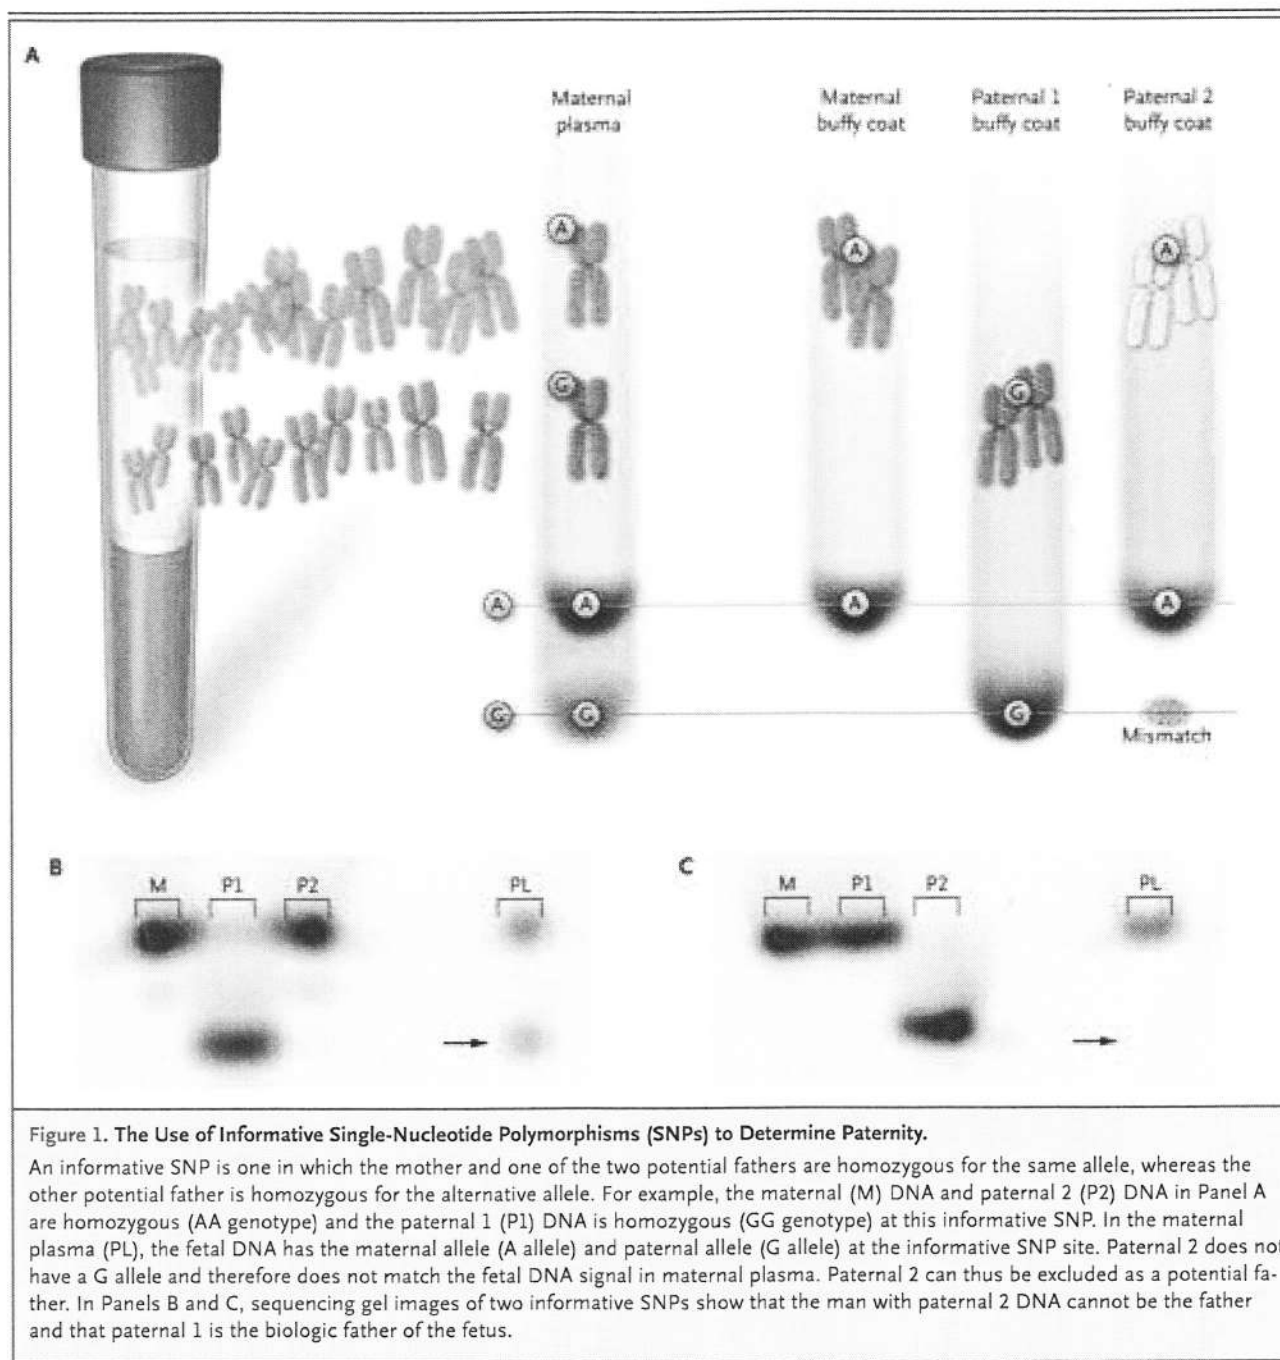 A
Maternal plasma
Maternal buffy coat
Paternal 1 buffy coat
Paternal 2 buffy coat
A
A
G
A
G
A
A
A
A
G
G
G
Mismatch
B
M
P1
P2
PL
C
M
P1
P2
PL
Figure 1. The Use of Informative Single-Nucleotide Polymorphisms (SNPs) to Determine Paternity.
An informative SNP is one in which the mother and one of the two potential fathers are homozygous for the same allele, whereas the
other potential father is homozygous for the alternative allele. For example, the maternal (M) DNA and paternal 2 (P2) DNA in Panel A
are homozygous (AA genotype) and the paternal 1 (P1) DNA is homozygous (GG genotype) at this informative SNP. In the maternal
plasma (PL), the fetal DNA has the maternal allele (A allele) and paternal allele (G allele) at the informative SNP site. Paternal 2 does not
have a G allele and therefore does not match the fetal DNA signal in maternal plasma. Paternal 2 can thus be excluded as a potential fa-
ther. In Panels B and C, sequencing gel images of two informative SNPs show that the man with paternal 2 DNA cannot be the father
and that paternal 1 is the biologic father of the fetus.